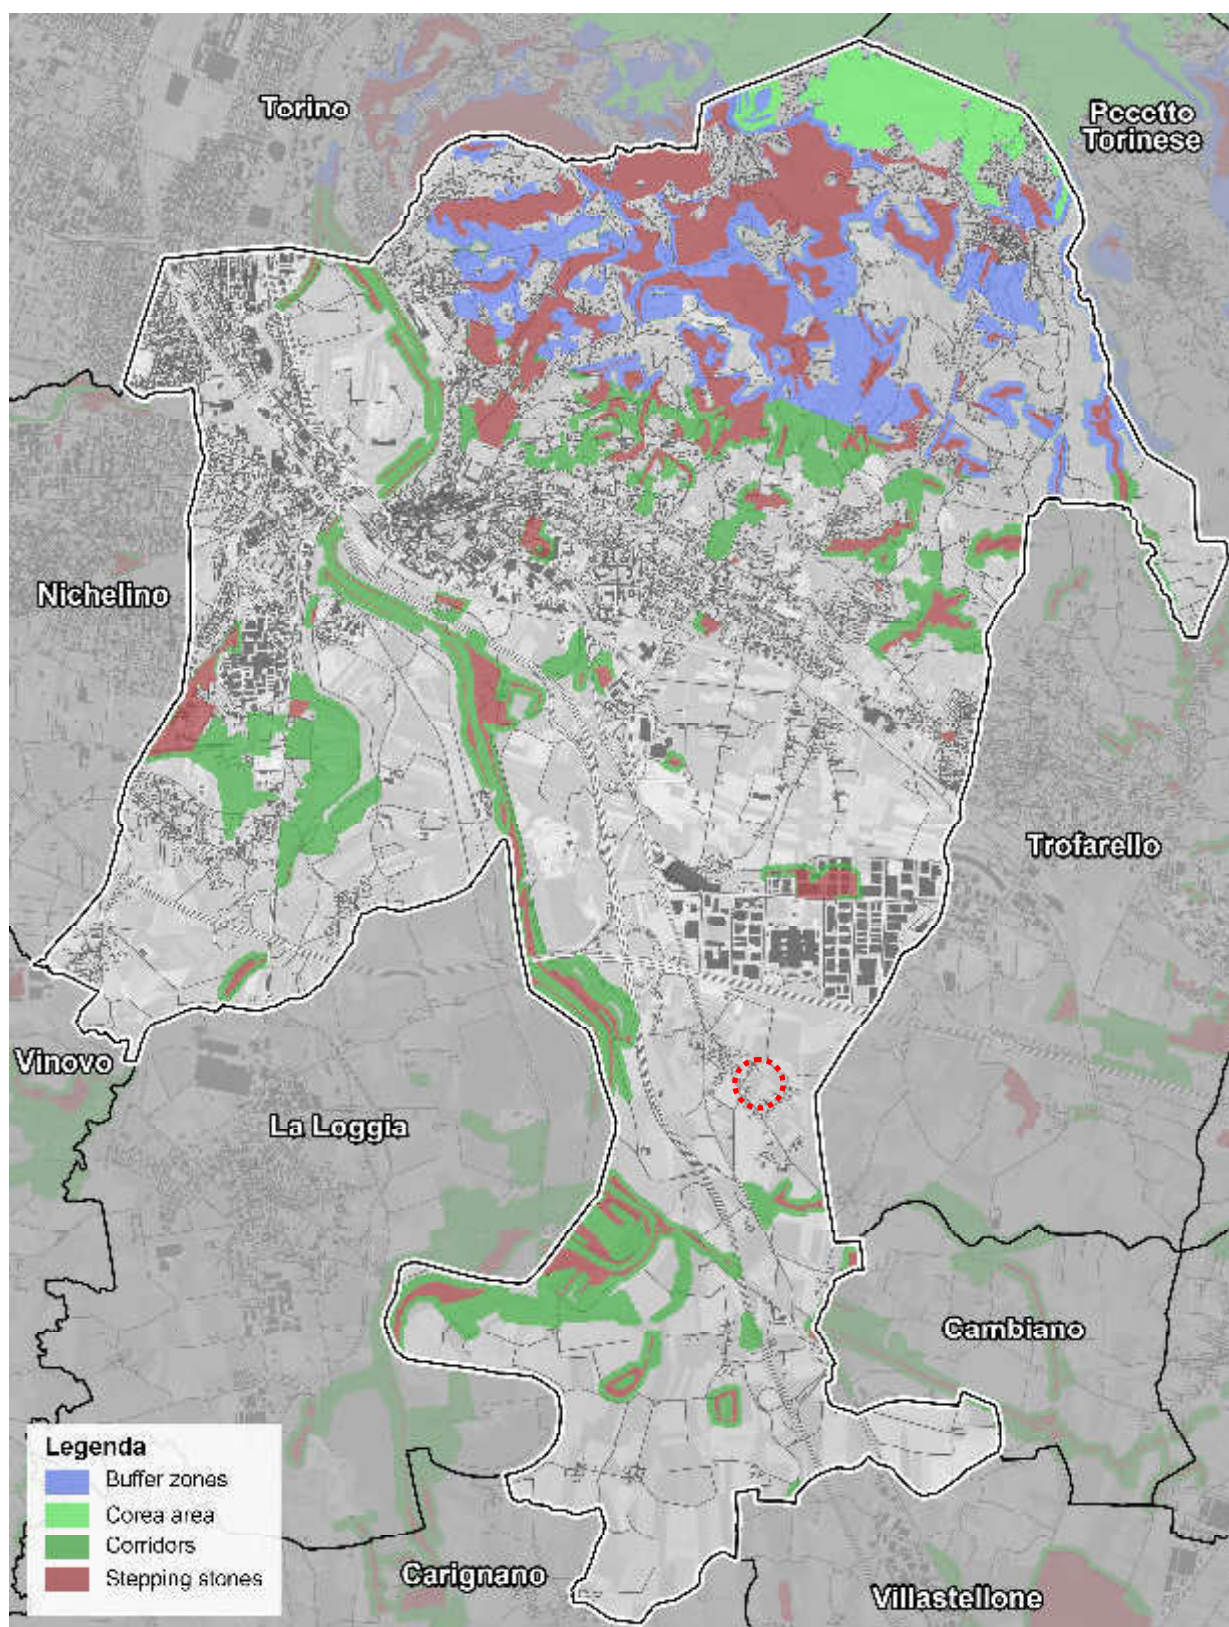 Torino
Pecetto
Torinese
Nichelino
Trofarello
Vinovo
La Loggia
Cambiano
Legenda
Buffer zones
Corea area
Corridors
Stepping stones
Carignano
Villastellone